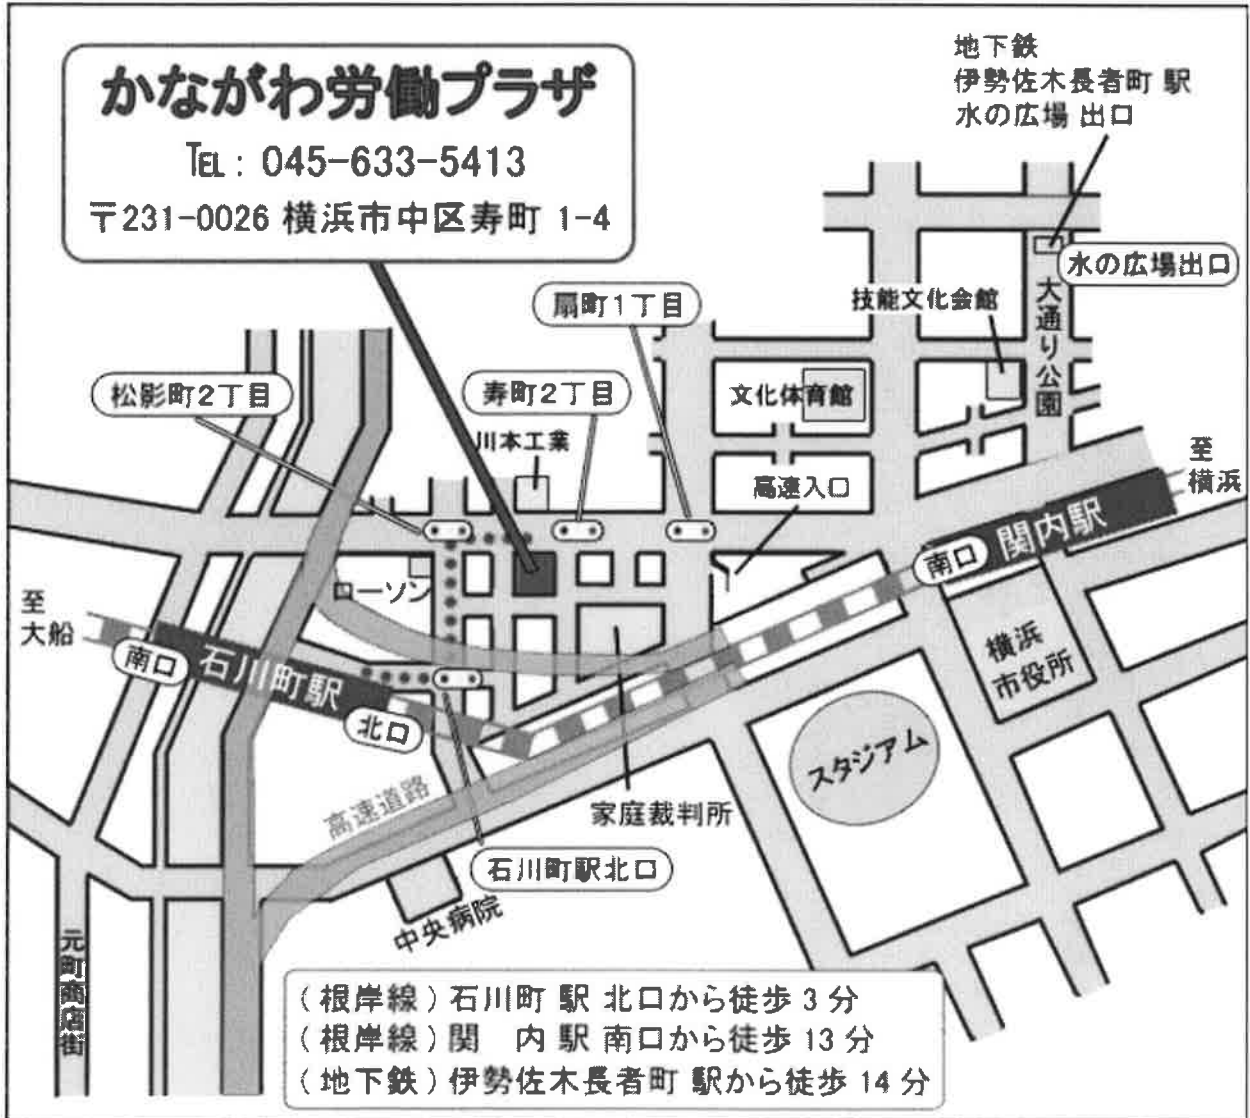 かながわ労働プラザ
TEL : 045-633-5413
〒231-0026 横浜市中区寿町 1-4
地下鉄
伊勢佐木長者町 駅
水の広場 出口
水の広場出口
扇町1丁目
技能文化会館
大通り公園
松影町2丁目
寿町2丁目
文化体育館
川本工業
高速入口
至
横浜
関内駅
南口
ローソン
至
大船
南口
石川町駅
北口
横浜
市役所
スタジアム
高速道路
家庭裁判所
石川町駅北口
中央病院
元町商店街
(根岸線) 石川町 駅 北口から徒歩 3 分
(根岸線) 関　内 駅 南口から徒歩 13 分
(地下鉄) 伊勢佐木長者町 駅から徒歩 14 分